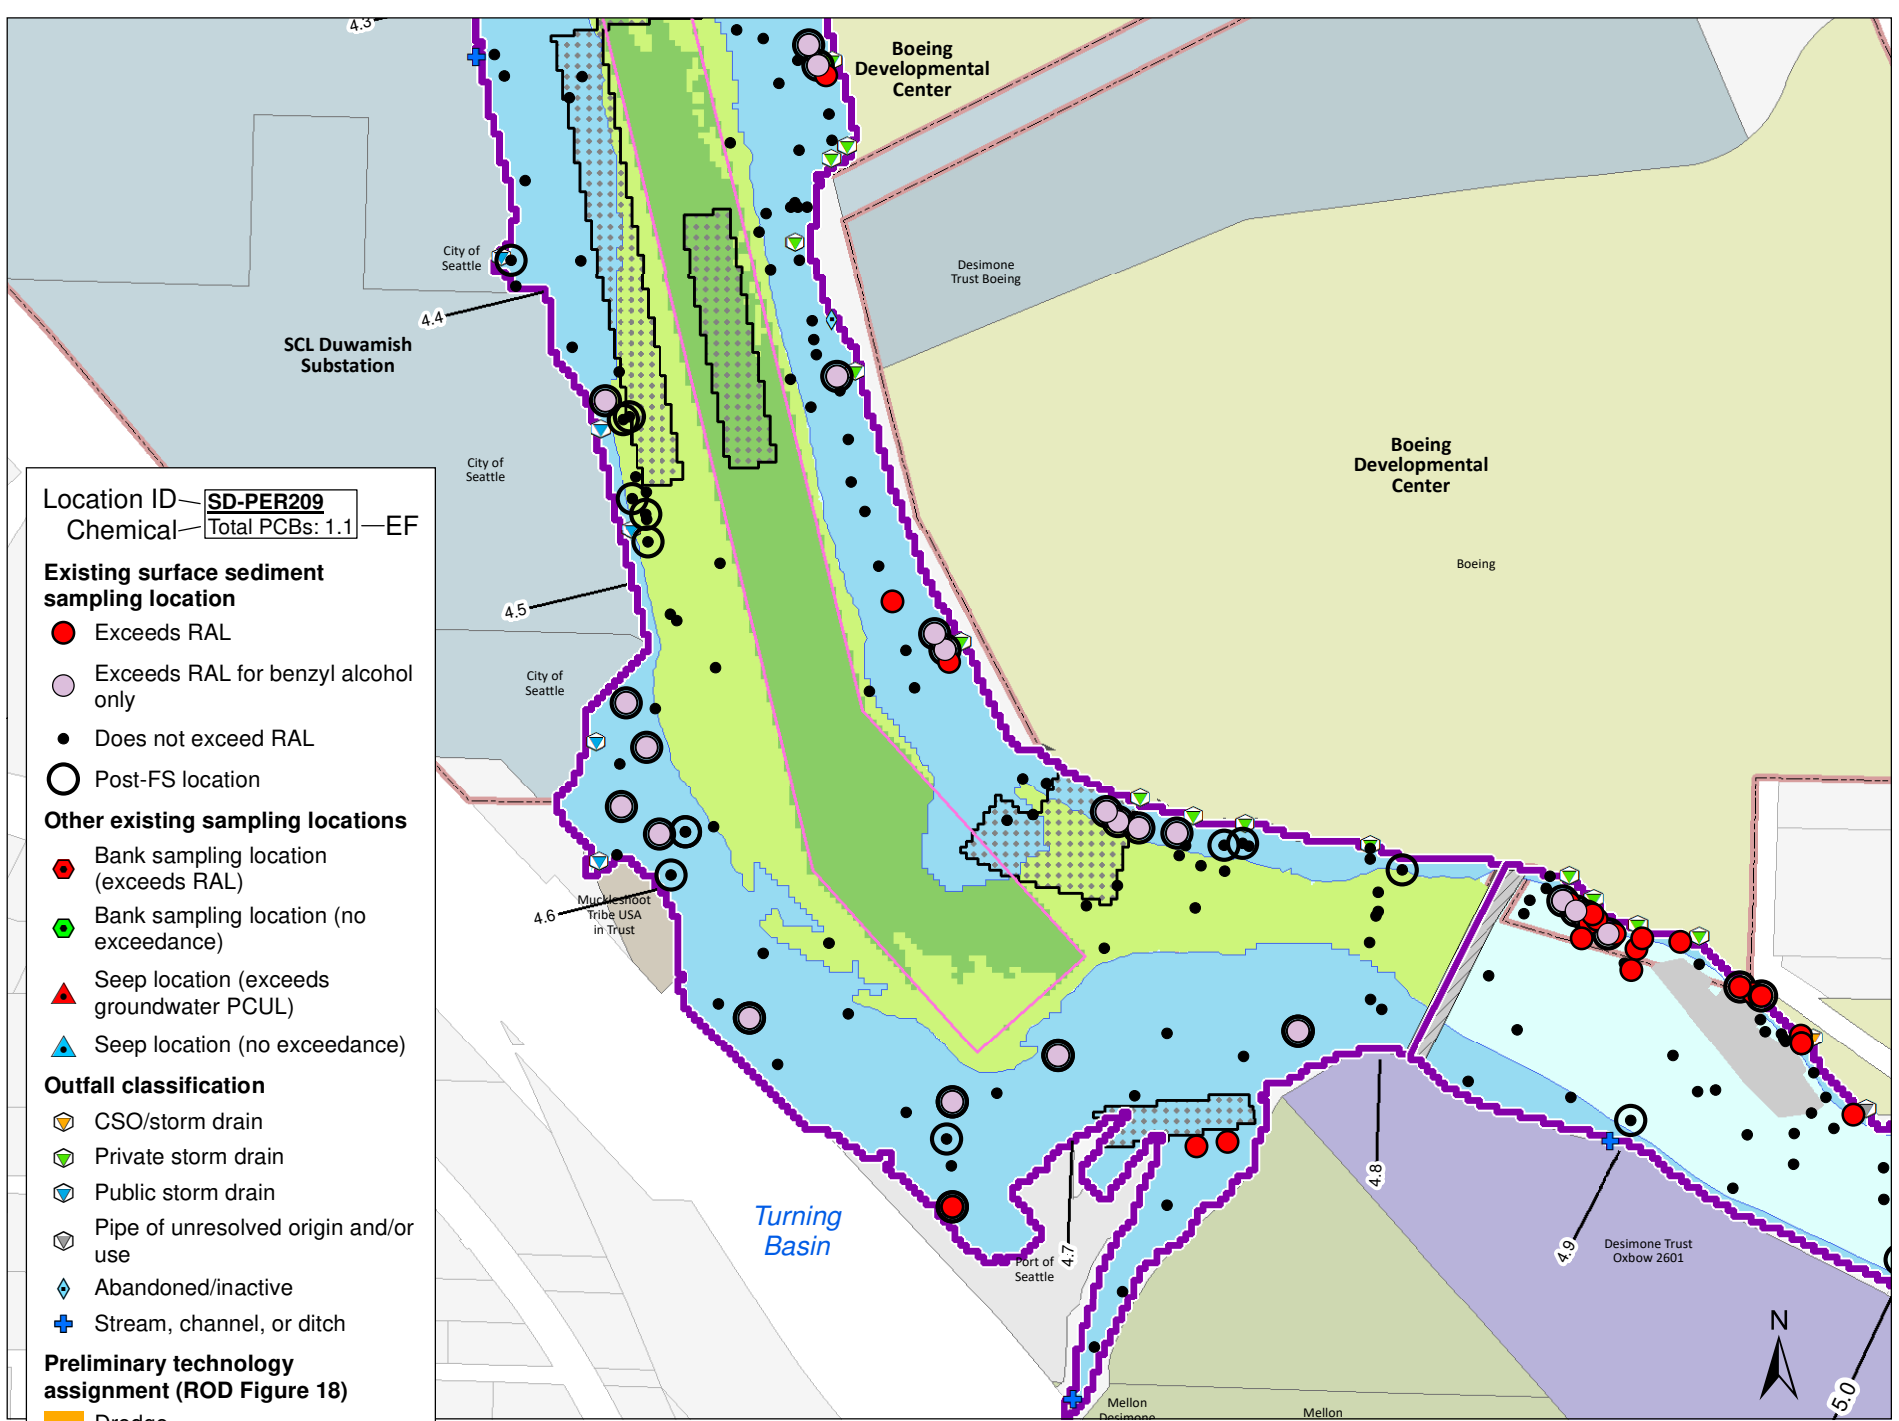 4.3
Boeing
Developmental
Center
City of
Seattle
Desimone
Trust Boeing
4.4
SCL Duwamish
Substation
City of
Seattle
Boeing
Developmental
Center
Boeing
Location ID
SD-PER209
Chemical
Total PCBs: 1.1
EF
Existing surface sediment
sampling location
Exceeds RAL
Exceeds RAL for benzyl alcohol
only
Does not exceed RAL
Post-FS location
Other existing sampling locations
Bank sampling location
(exceeds RAL)
Bank sampling location (no
exceedance)
Seep location (exceeds
groundwater PCUL)
Seep location (no exceedance)
Outfall classification
CSO/storm drain
Private storm drain
Public storm drain
Pipe of unresolved origin and/or
use
Abandoned/inactive
Stream, channel, or ditch
Preliminary technology
assignment (ROD Figure 18)
Dredge
4.5
City of
Seattle
4.6
Muckleshoot
Tribe USA
in Trust
Turning
Basin
Port of
Seattle
4.7
4.8
4.9
Desimone Trust
Oxbow 2601
N
5.0
Mellon
Desimone
Mellon